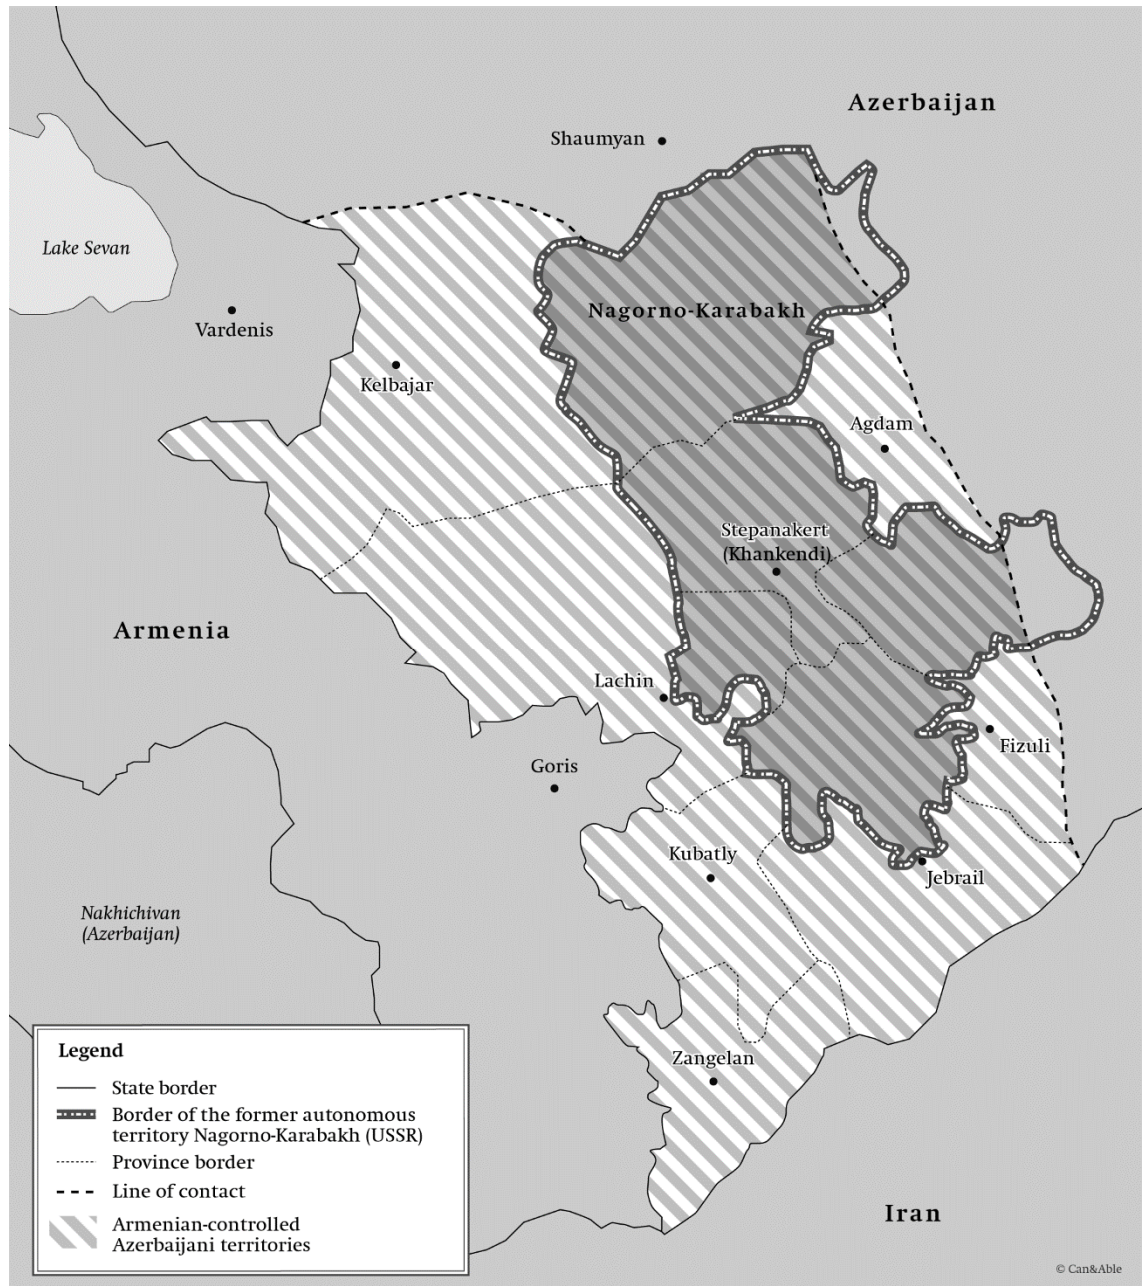 Azerbaijan
Shaumyan
Lake Sevan
Nagorno-Karabakh
Vardenis
Kelbajar
Agdam
Stepanakert
(Khankendi)
Armenia
Lachin
Fizuli
Goris
Kubatly
Jebrail
Nakhichivan
(Azerbaijan)
Zangelan
Legend
State border
Border of the former autonomous
territory Nagorno-Karabakh (USSR)
Province border
Line of contact
Armenian-controlled
Azerbaijani territories
Iran
© Can&Able